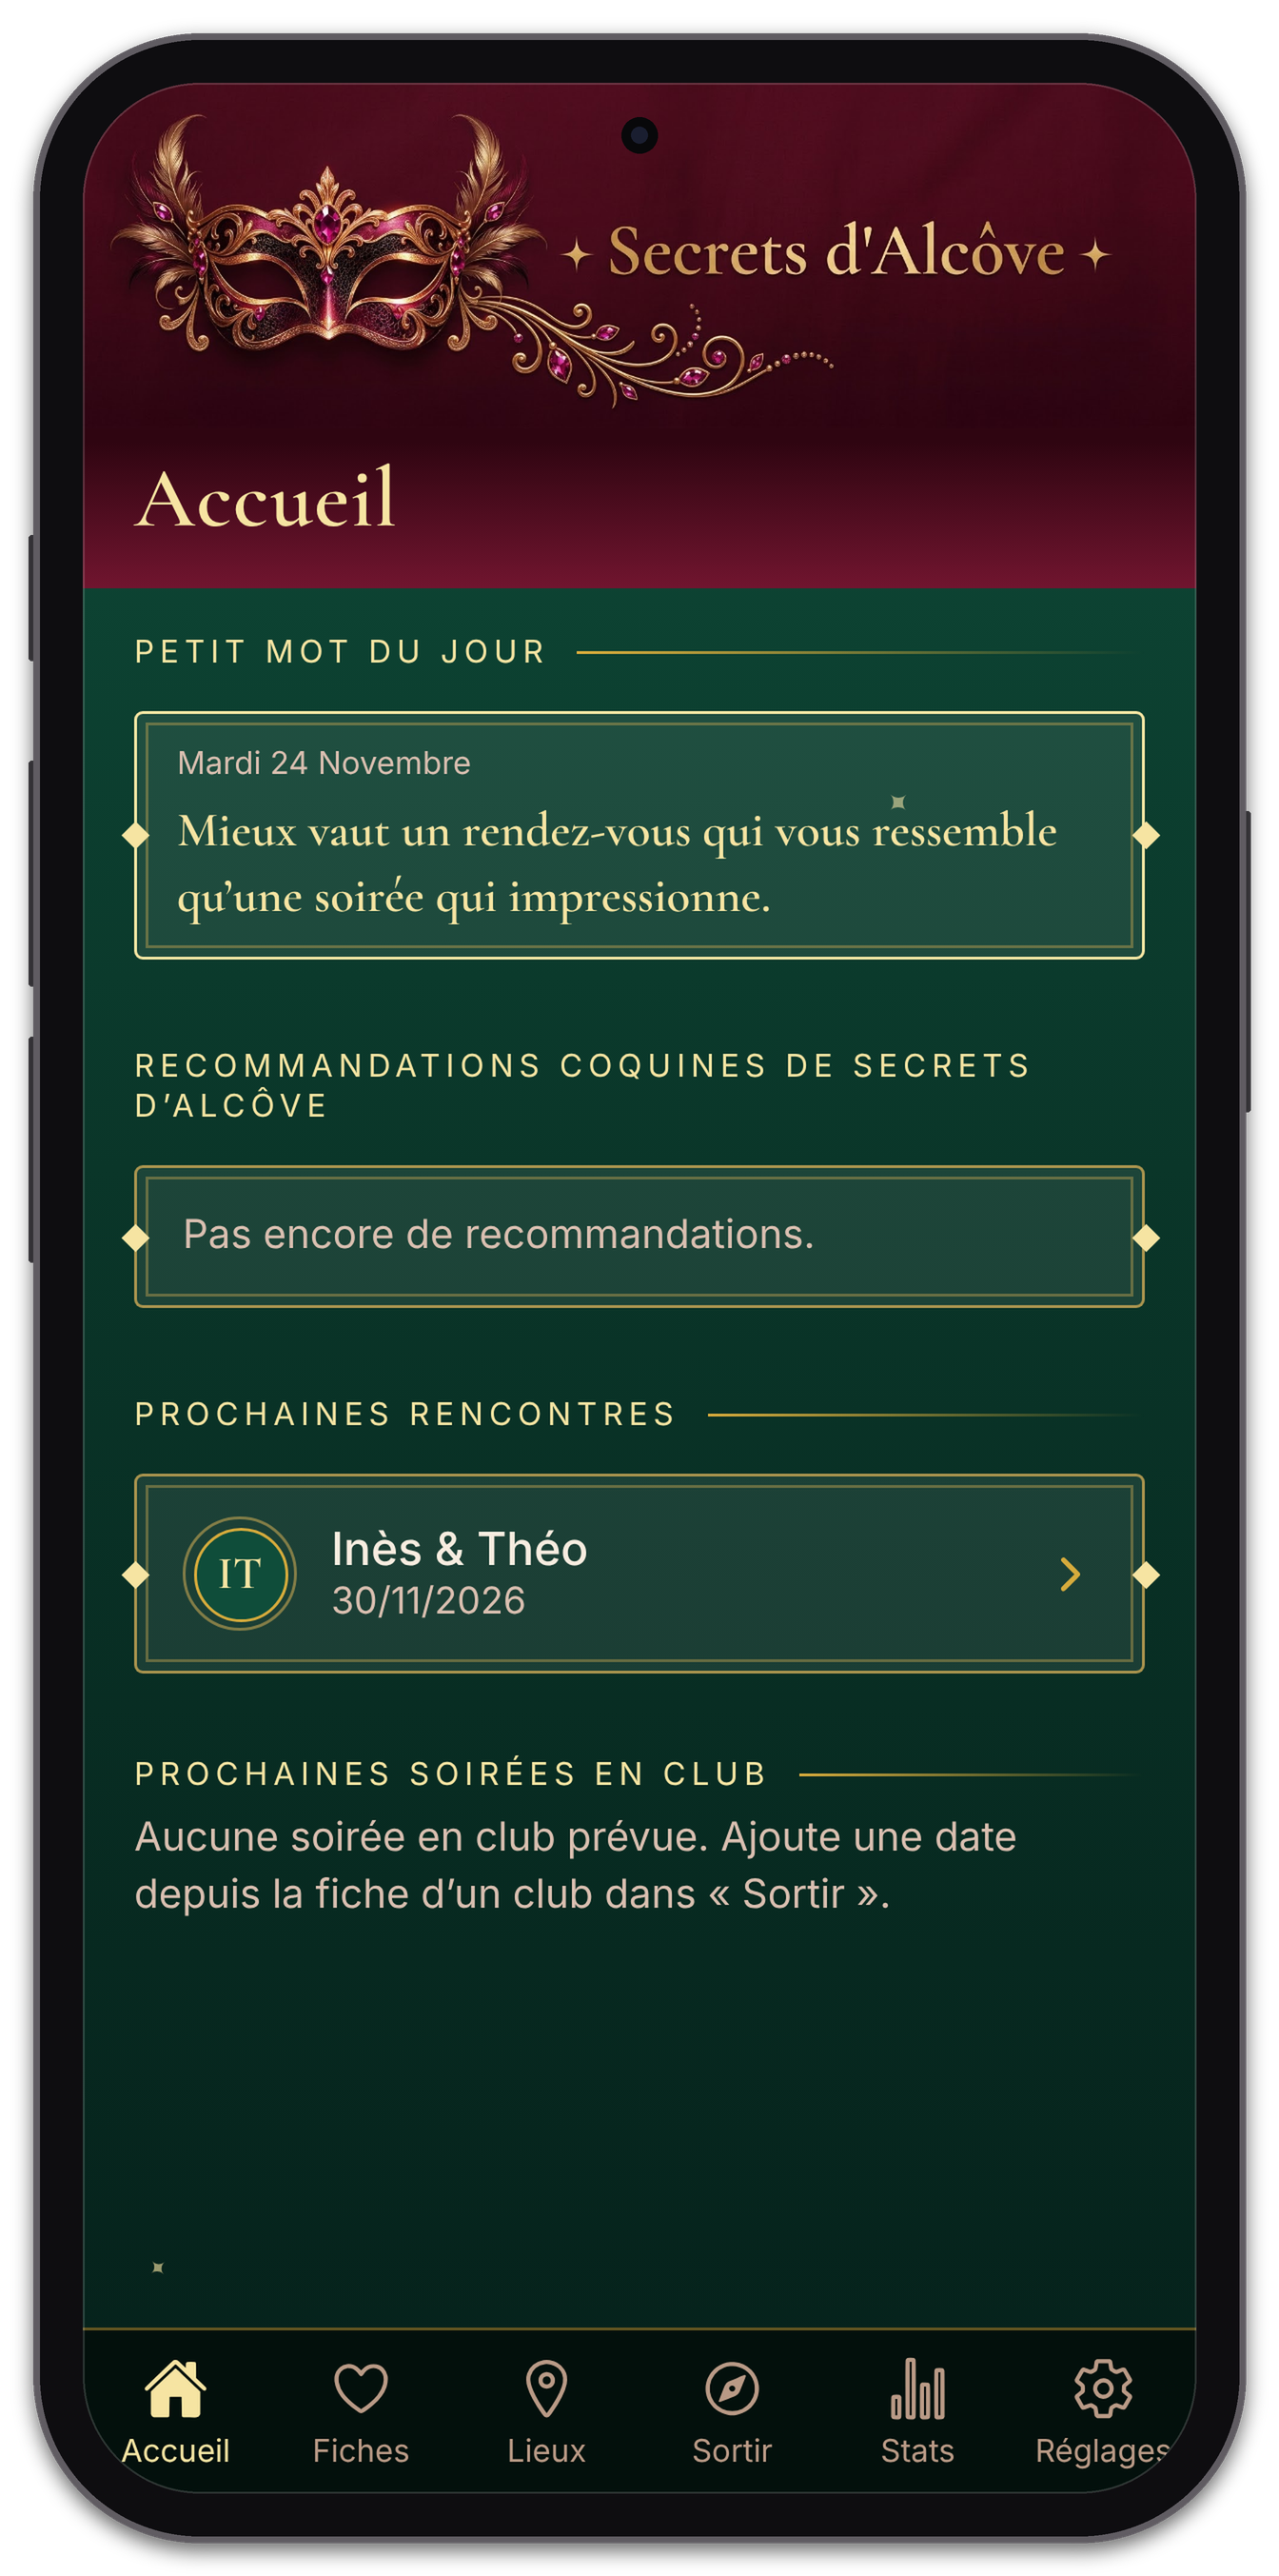 Secrets d'Alcôve
Accueil
PETIT MOT DU JOUR
Mardi 24 Novembre
Mieux vaut un rendez-vous qui vous ressemble
qu’une soirée qui impressionne.
RECOMMANDATIONS COQUINES DE SECRETS
D’ALCÔVE
Pas encore de recommandations.
PROCHAINES RENCONTRES
IT
Inès & Théo
30/11/2026
PROCHAINES SOIRÉES EN CLUB
Aucune soirée en club prévue. Ajoute une date
depuis la fiche d’un club dans « Sortir ».
Accueil Fiches Lieux Sortir Stats Réglages